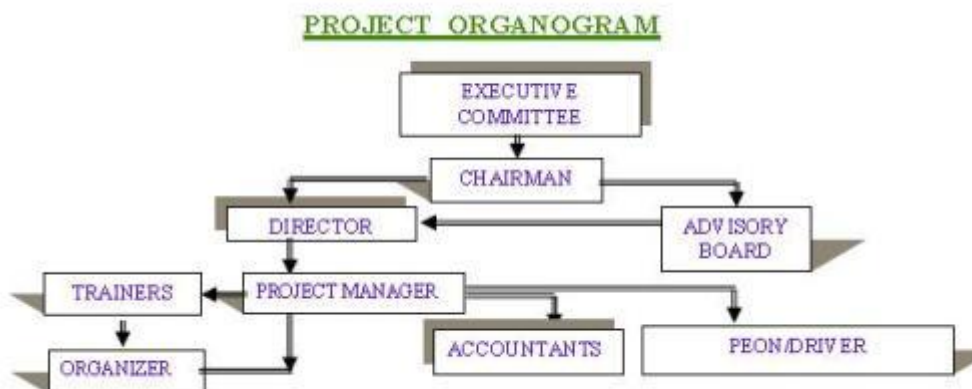 PROJECT ORGANOGRAM
EXECUTIVE
COMMITTEE
CHAIRMAN
DIRECTOR
ADVISORY
BOARD
TRAINERS
PROJECT MANAGER
ACCOUNTANTS
PEON/DRIVER
ORGANIZER